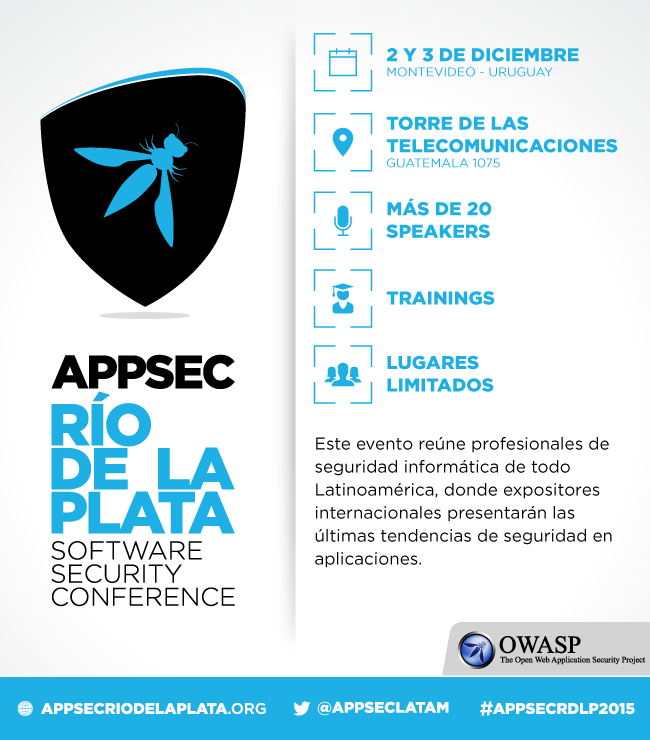 APPSEC
RÍO
DE LA
PLATA
SOFTWARE
SECURITY
CONFERENCE
2 Y 3 DE DICIEMBRE
MONTEVIDEO - URUGUAY
TORRE DE LAS
TELECOMUNICACIONES
GUATEMALA 1075
MÁS DE 20
SPEAKERS
TRAININGS
LUGARES
LIMITADOS
Este evento reúne profesionales de
seguridad informática de todo
Latinoamérica, donde expositores
internacionales presentarán las
últimas tendencias de seguridad en
aplicaciones.
OWASP
The Open Web Application Security Project
APPSECRIODELAPLATA.ORG
@APPSECLATAM
#APPSECRDLP2015